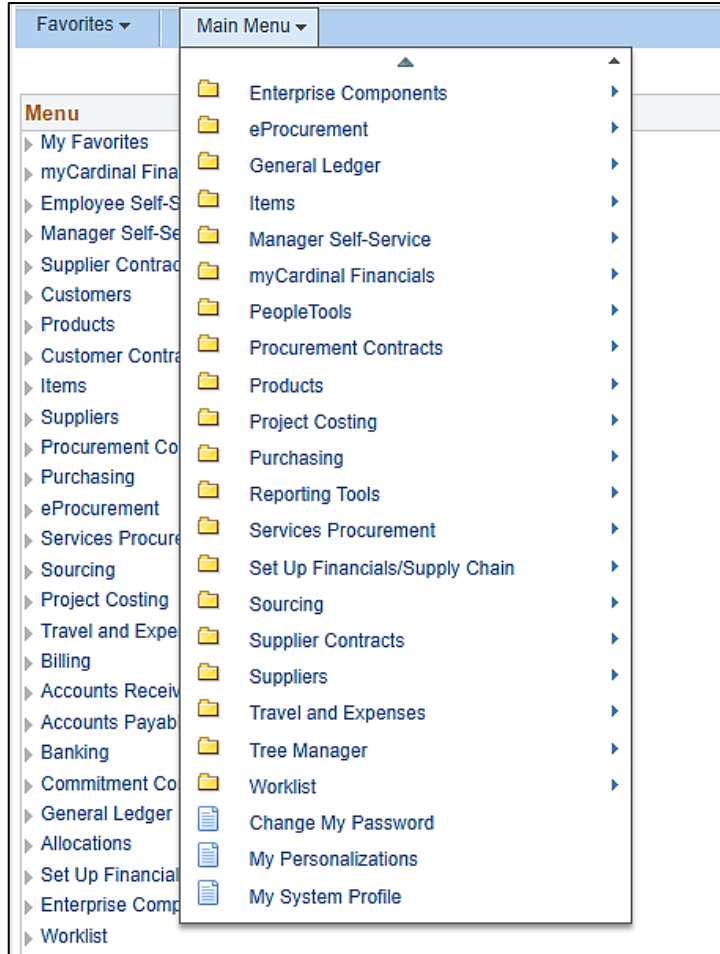 Favorites
Main Menu
Menu
My Favorites
myCardinal Fina
Employee Self-S
Manager Self-Se
Supplier Contrac
Customers
Products
Customer Contra
Items
Suppliers
Procurement Co
Purchasing
eProcurement
Services Procure
Sourcing
Project Costing
Travel and Expe
Billing
Accounts Receiv
Accounts Payab
Banking
Commitment Co
General Ledger
Allocations
Set Up Financial
Enterprise Comp
Worklist
Enterprise Components
eProcurement
General Ledger
Items
Manager Self-Service
myCardinal Financials
PeopleTools
Procurement Contracts
Products
Project Costing
Purchasing
Reporting Tools
Services Procurement
Set Up Financials/Supply Chain
Sourcing
Supplier Contracts
Suppliers
Travel and Expenses
Tree Manager
Worklist
Change My Password
My Personalizations
My System Profile